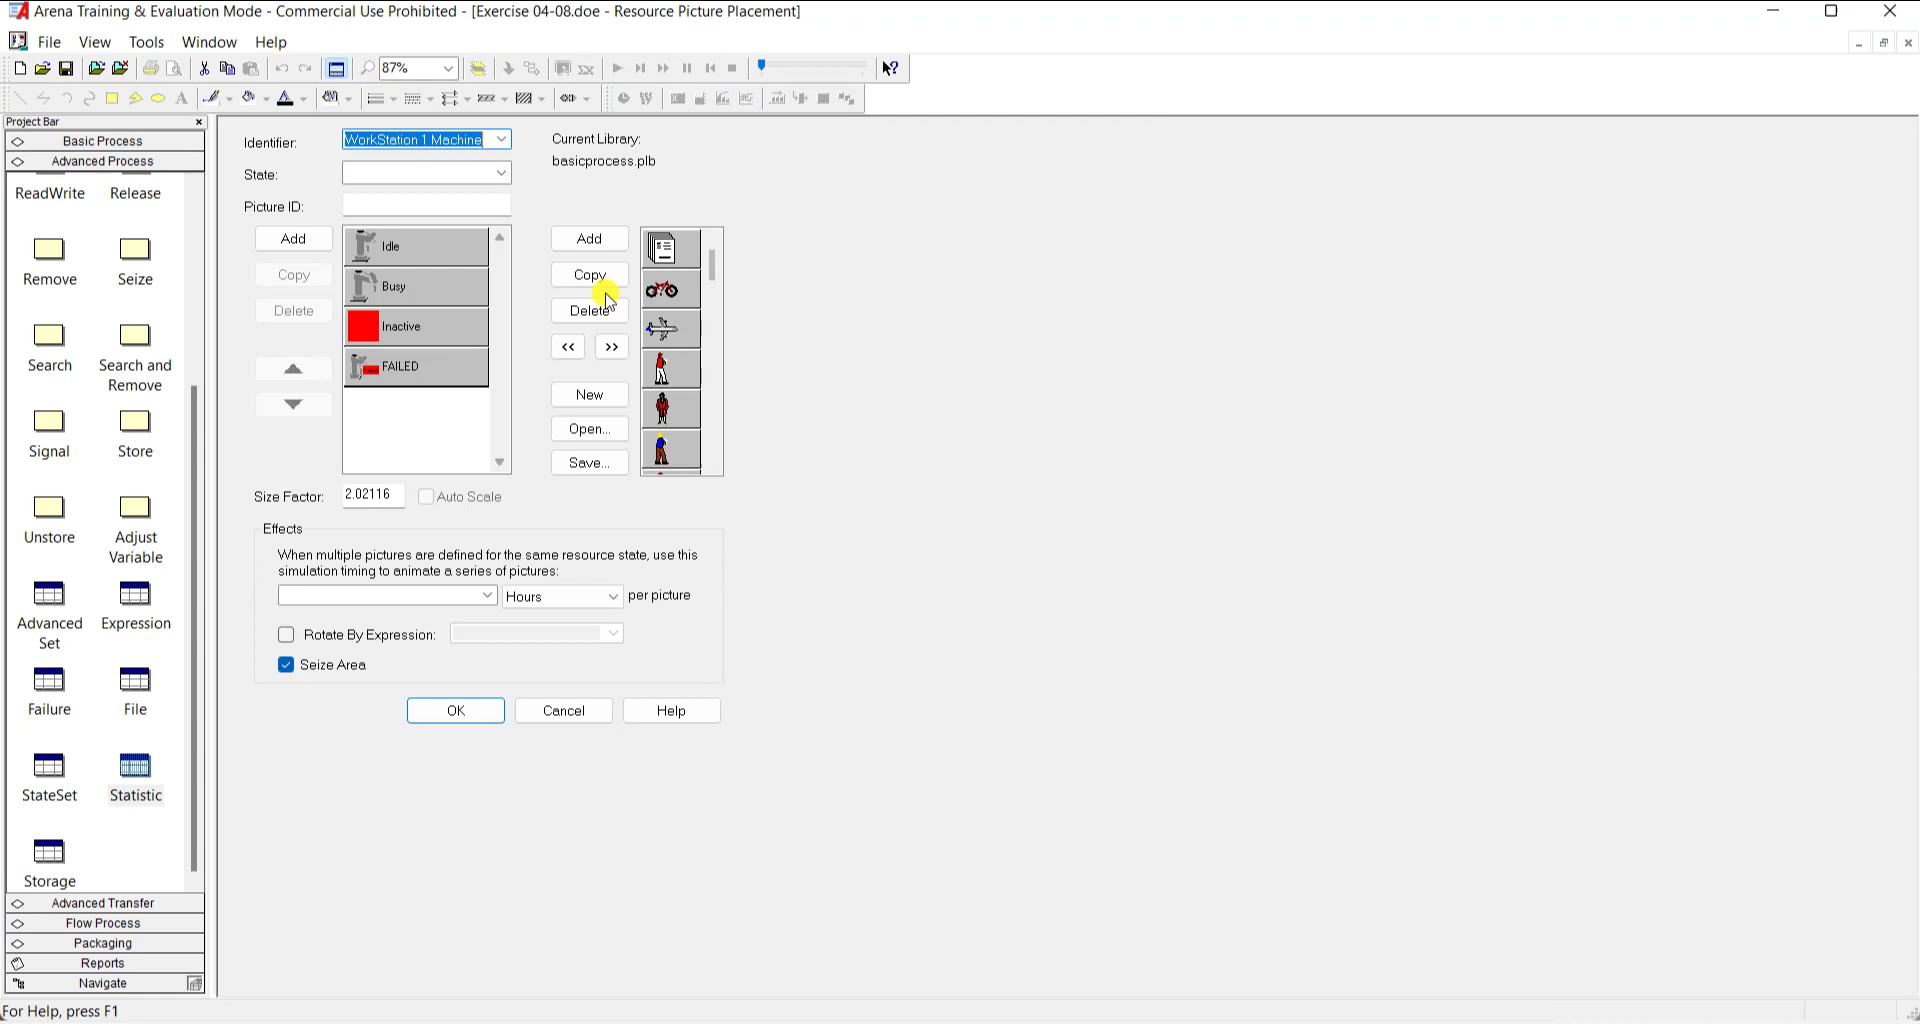 Arena Training & Evaluation Mode - Commercial Use Prohibited - [Exercise 04-08.doe - Resource Picture Placement]
File View Tools Window Help
87%
Project Bar
Basic Process
Advanced Process
ReadWrite Release
Remove Seize
Search Search and Remove
Signal Store
Unstore Adjust Variable
Advanced Set Expression
Failure File
StateSet Statistic
Storage
Advanced Transfer
Flow Process
Packaging
Reports
Navigate
Identifier: WorkStation 1 Machine
State:
Picture ID:
Current Library:
basicprocess.plb
Add
Copy
Delete
Idle
Busy
Inactive
FAILED
Add
Copy
Delete
<< >>
New
Open...
Save...
Size Factor: 2.02116 Auto Scale
Effects
When multiple pictures are defined for the same resource state, use this
simulation timing to animate a series of pictures:
Hours per picture
Rotate By Expression:
Seize Area
OK Cancel Help
For Help, press F1